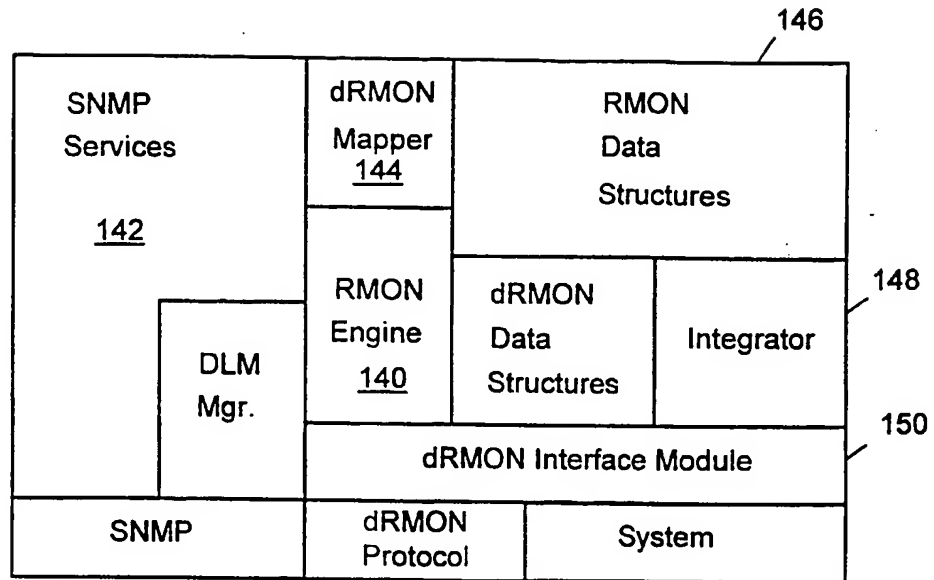 146
SNMP
Services
142
dRMON
Mapper
144
RMON
Data
Structures
148
RMON
Engine
140
dRMON
Data
Structures
Integrator
DLM
Mgr.
150
dRMON Interface Module
SNMP
dRMON
Protocol
System